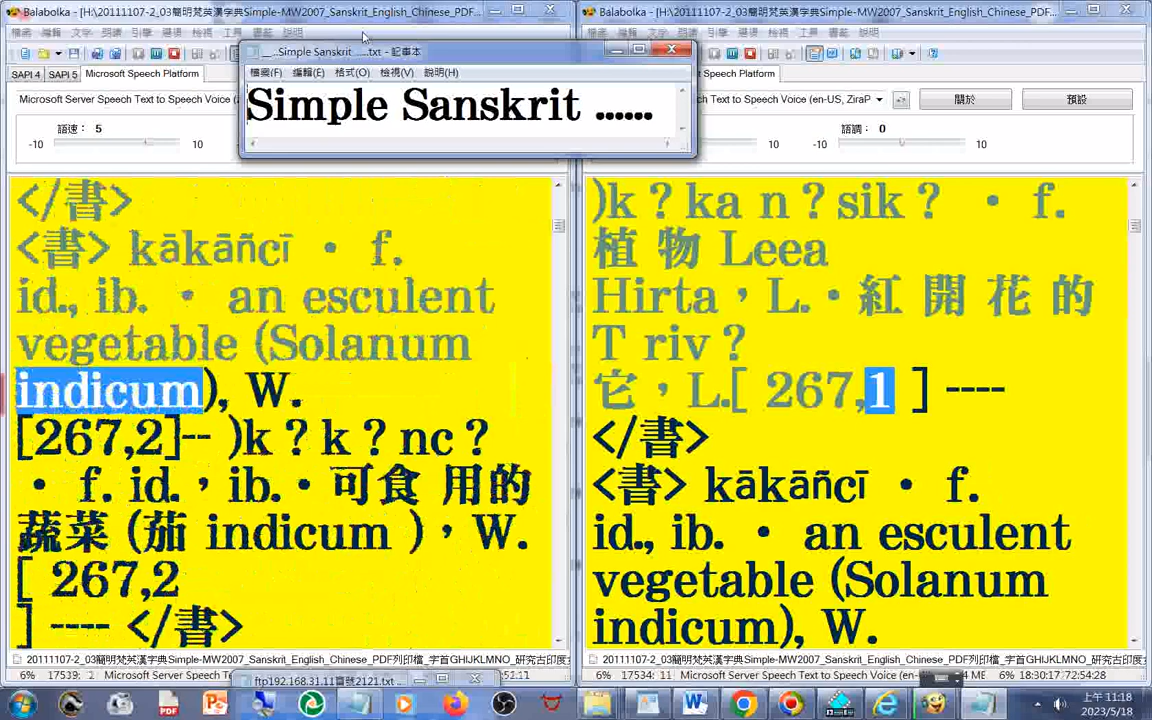 Balabolka - [H:\20111107-2_03簡明梵英漢字典Simple-MW2007_Sanskrit_English_Chinese_PDF
Balabolka - [H:\20111107-2_03簡明梵英漢字典Simple-MW2007_Sanskrit_English_Chinese_PDF...
__...Simple Sanskrit ......txt - 記事本
檔案(F) 編輯(E) 格式(O) 檢視(V) 說明(H)
Simple Sanskrit ......
SAPI 4 SAPI 5 Microsoft Speech Platform
rt Speech Platform
Microsoft Server Speech Text to Speech Voice (
ch Text to Speech Voice (en-US, ZiraP
關於
預設
語速： 5
語調： 0
-10 10
10 -10 10
</書>
<書> kākāñcī • f.
id., ib. • an esculent
vegetable (Solanum
indicum), W.
[267,2]-- )k？k？nc？
• f. id.，ib.•可食 用的
蔬菜 (茄 indicum )，W.
[ 267,2
] ---- </書>
)k？ka n？sik？ • f.
植 物 Leea
Hirta，L.•紅 開 花 的
T riv？
它，L.[ 267,1 ] ----
</書>
<書> kākāñcī • f.
id., ib. • an esculent
vegetable (Solanum
indicum), W.
20111107-2_03簡明梵英漢字典Simple-MW2007_Sanskrit_English_Chinese_PDF列印檔_字首GHIJKLMNO_研究古印度
20111107-2_03簡明梵英漢字典Simple-MW2007_Sanskrit_English_Chinese_PDF列印檔_字首GHIJKLMNO_研究古印度
6% 17539: Microsoft Ser
52:11
6% 17534: 11 Microsoft Server Speech Text to Speech Voice (en-
ME 18:30:17 72:54:28
上午 11:18
2023/5/18